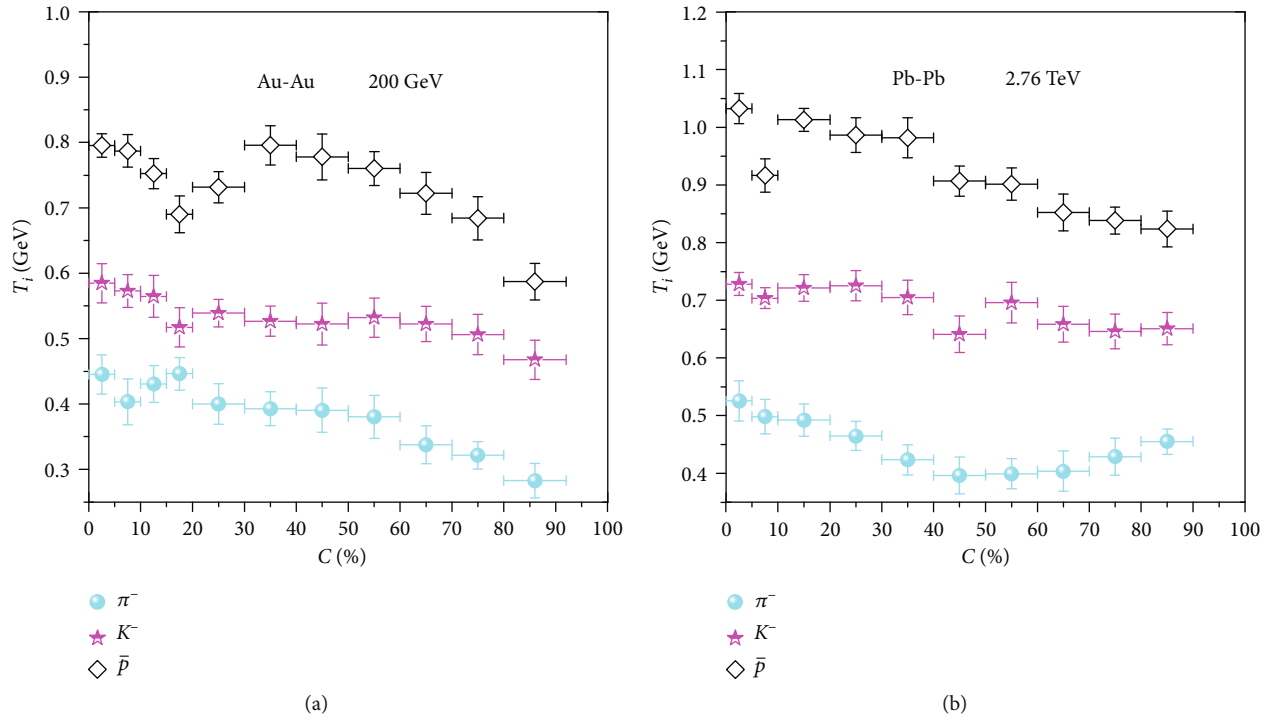 1.0
0.9
0.8
0.7
0.6
0.5
0.4
0.3
T_i (GeV)
Au-Au 200 GeV
0 10 20 30 40 50 60 70 80 90 100
C (%)
π⁻
K⁻
p̄
(a)
1.2
1.1
1.0
0.9
0.8
0.7
0.6
0.5
0.4
T_i (GeV)
Pb-Pb 2.76 TeV
0 10 20 30 40 50 60 70 80 90 100
C (%)
π⁻
K⁻
p̄
(b)